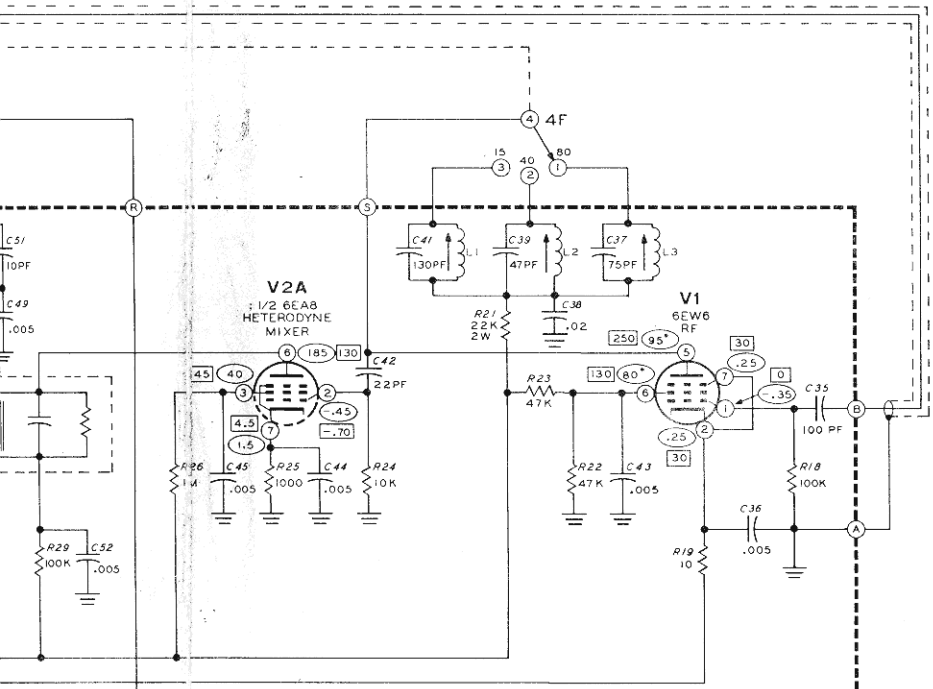 4
4F
15
3
40
2
80
1
R
S
C51
10PF
C49
.005
C41
130PF
L1
C39
47PF
L2
C37
75PF
L3
V2A
1/2 6EA8
HETERODYNE
MIXER
R21
22K
2W
C38
.02
V1
6EW6
RF
6
185
130
C42
22PF
250
95*
5
30
.25
7
45
40
3
2
-.45
-.70
R23
47K
130
80*
6
1
0
-.35
C35
100 PF
B
4.5
7
1.5
.25
2
30
R26
1M
C45
.005
R25
1000
C44
.005
R24
10K
R22
47K
C43
.005
R18
100K
C36
.005
A
R29
100K
C52
.005
R19
10